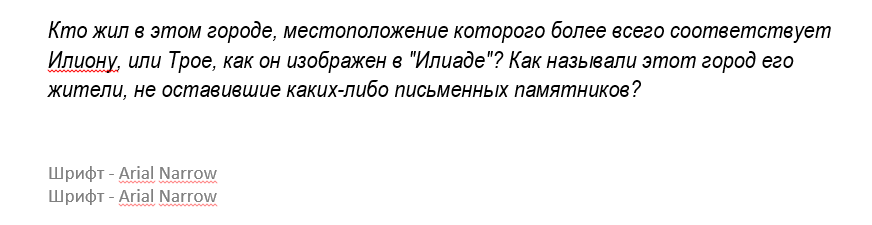 Кто жил в этом городе, местоположение которого более всего соответствует
Илиону, или Трое, как он изображен в "Илиаде"? Как называли этот город его
жители, не оставившие каких-либо письменных памятников?
Шрифт - Arial Narrow
Шрифт - Arial Narrow